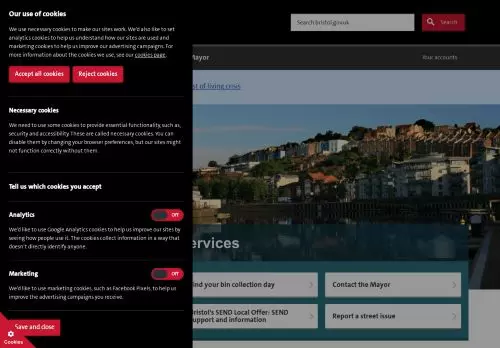 Our use of cookies
We use necessary cookies to make our sites work. We'd also like to set
analytics cookies to help us understand how our sites are used and
marketing cookies to help us improve our advertising campaigns. For
more information about the cookies we use, see our cookies page.
Accept all cookies
Reject cookies
Necessary cookies
We need to use some cookies to provide essential functionality, such as,
security and accessibility. These are called necessary cookies. You can
disable them by changing your browser preferences, but our sites might
not function correctly without them.
Tell us which cookies you accept
Analytics
Off
We'd like to use Google Analytics cookies to help us improve our sites by
seeing how people use it. The cookies collect information in a way that
doesn't directly identify anyone.
Marketing
Off
We'd like to use marketing cookies, such as Facebook Pixels, to help us
improve the advertising campaigns you receive.
Save and close
Cookies
Search bristol.gov.uk
Search
Mayor
Your accounts
st of living crisis
ervices
ind your bin collection day
Contact the Mayor
Bristol's SEND Local Offer: SEND
support and information
Report a street issue